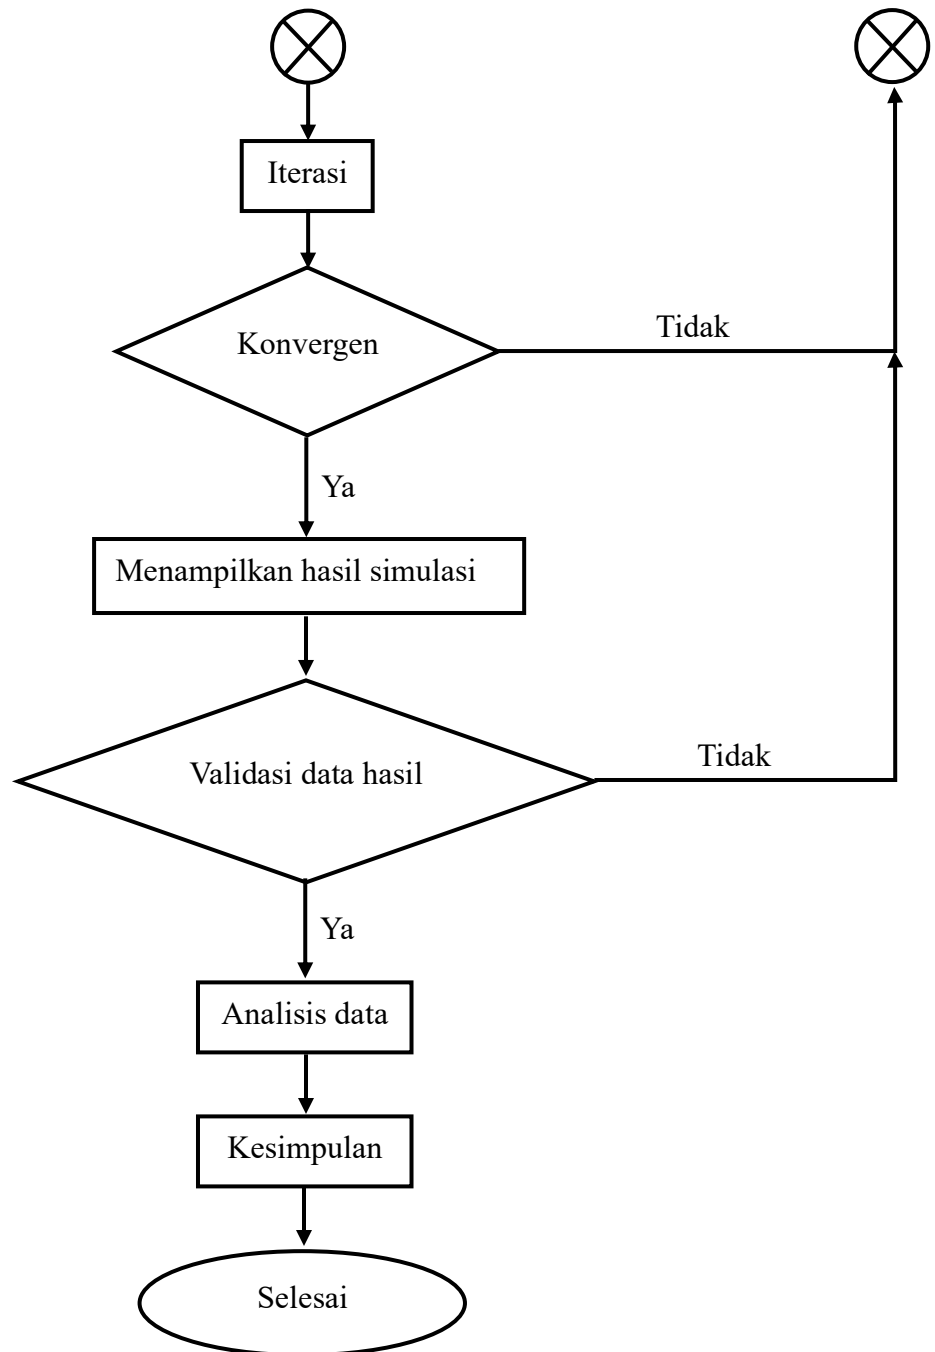 Iterasi
Tidak
Konvergen
Ya
Menampilkan hasil simulasi
Tidak
Validasi data hasil
Ya
Analisis data
Kesimpulan
Selesai